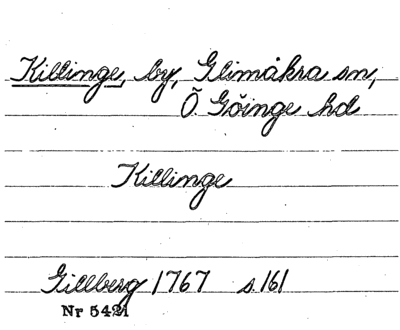 Killinge, by, Glimåkra sn,
Ö. Göinge hd
Killinge
Gillberg 1767 s. 161
Nr 5421